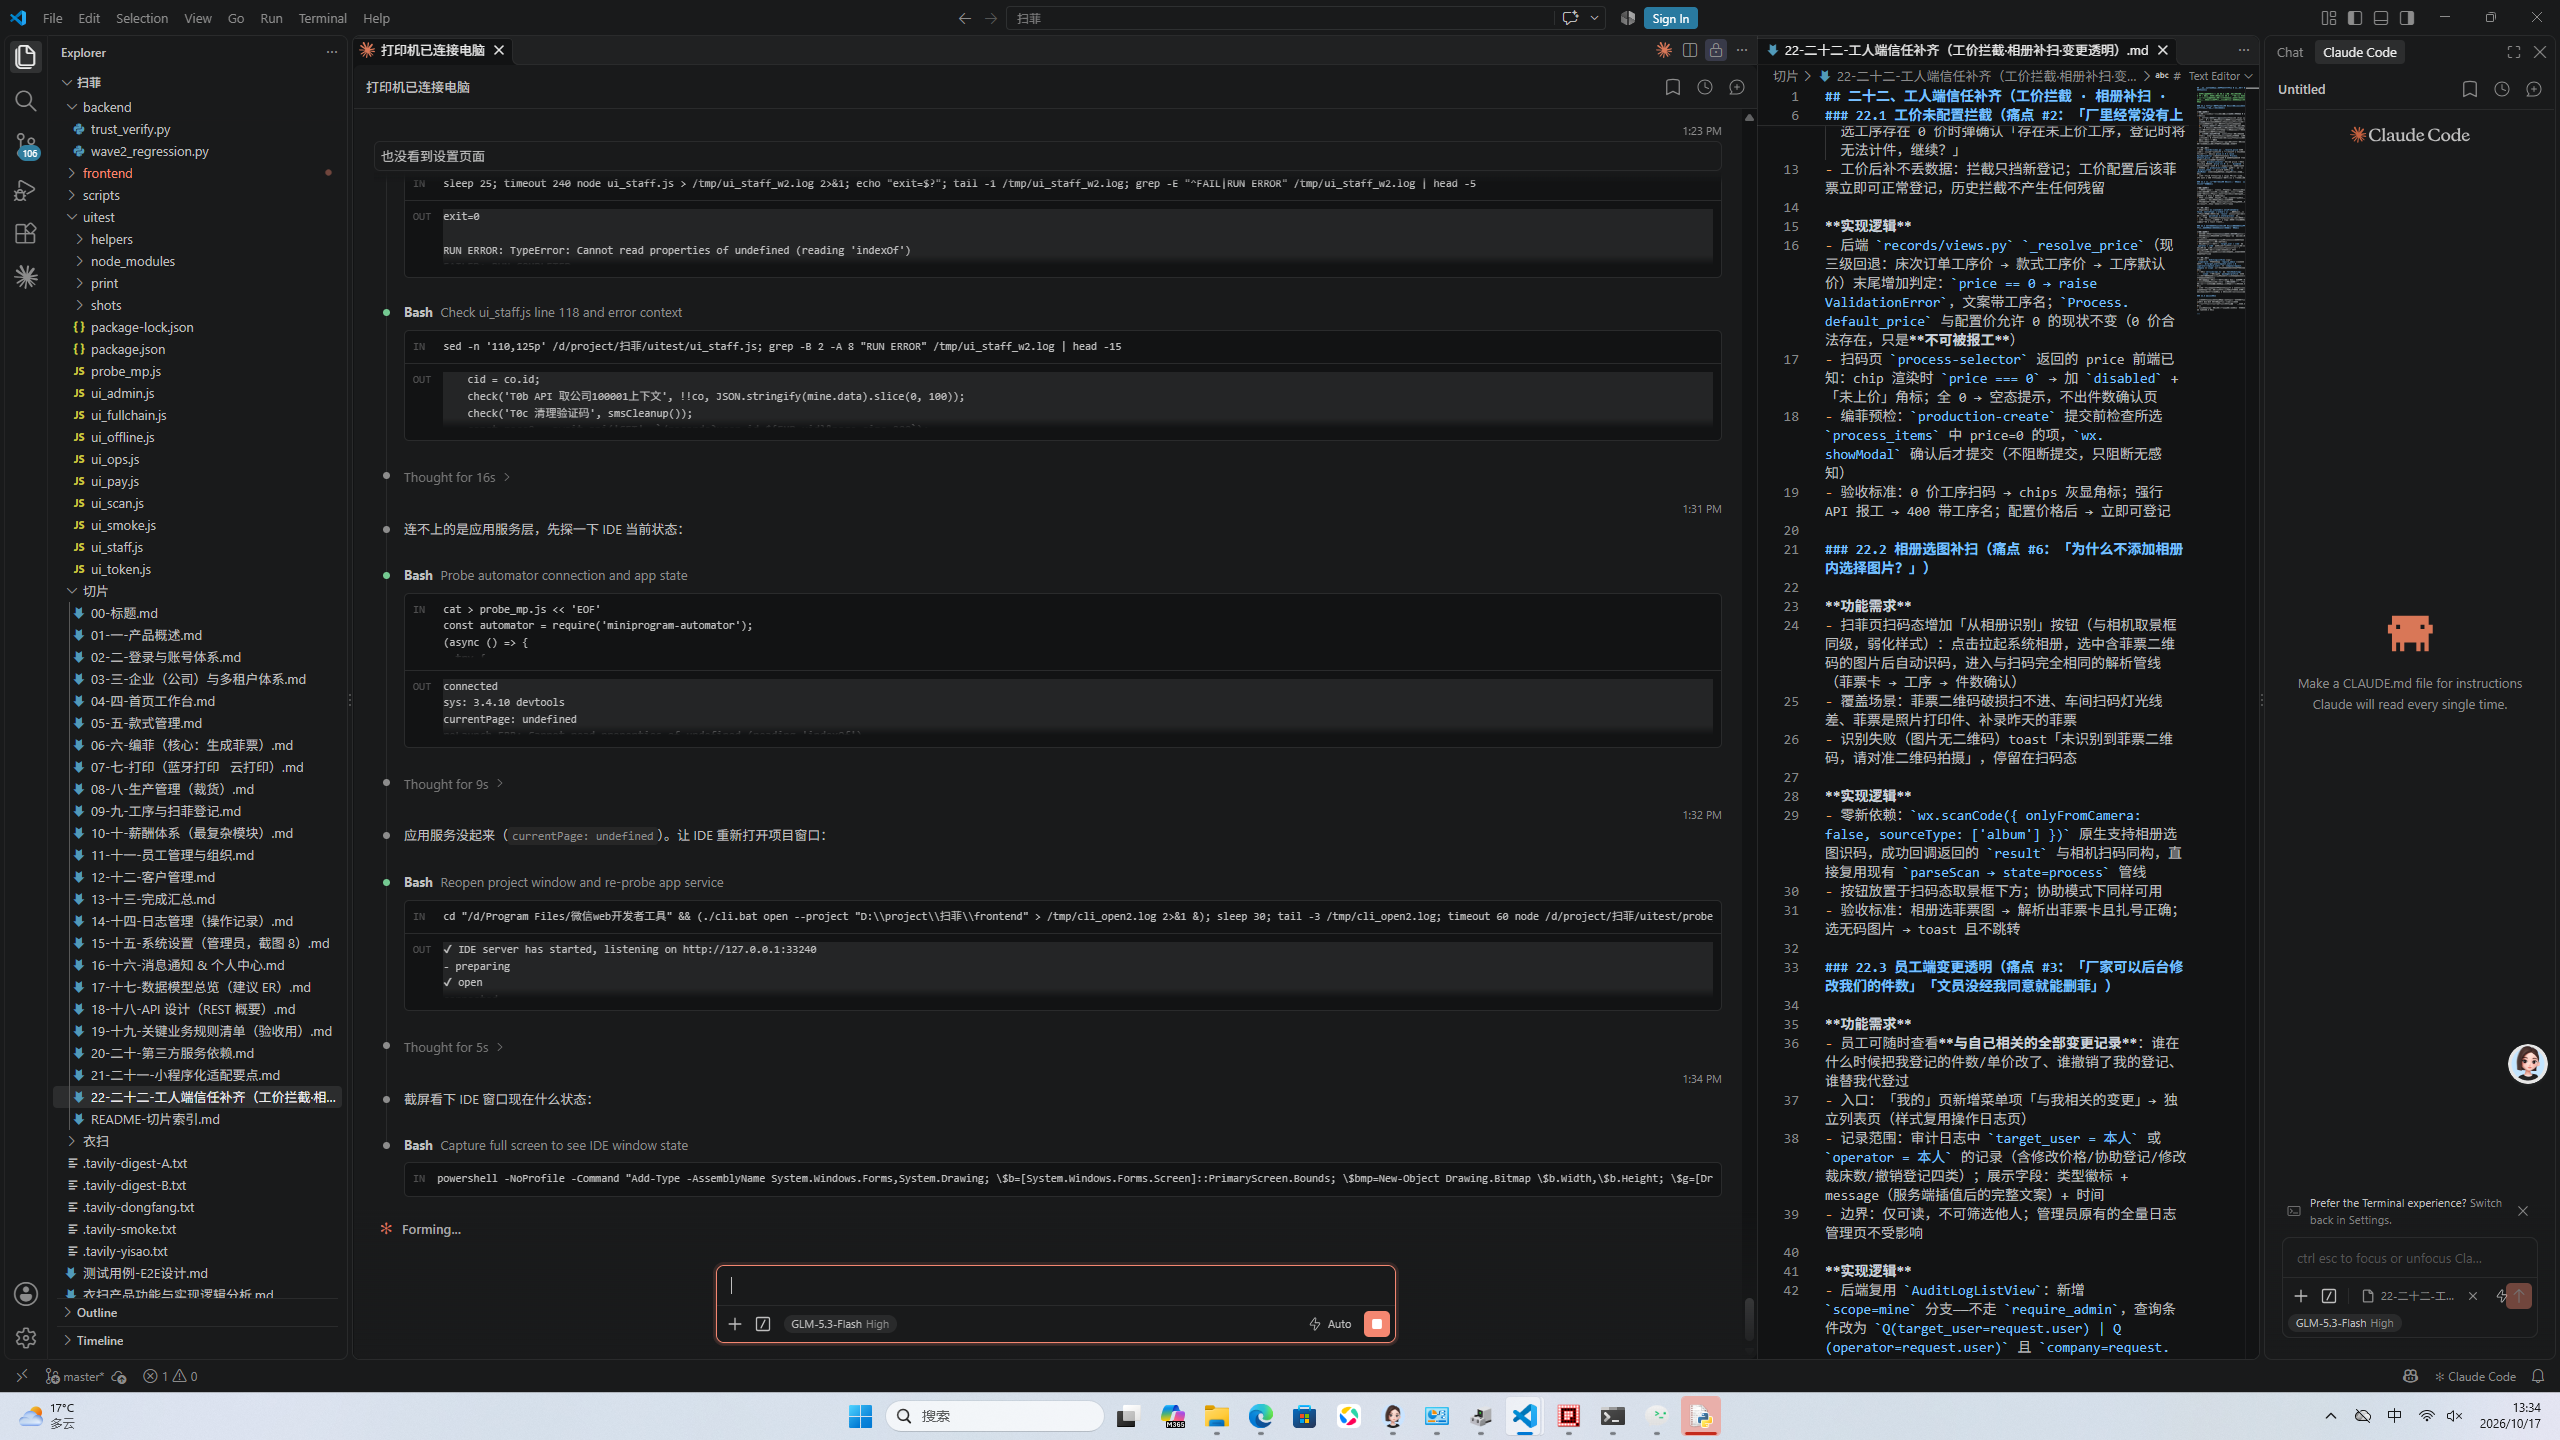 File Edit Selection View Go Run Terminal Help
扫菲
Sign In
Explorer
扫菲
backend
trust_verify.py
wave2_regression.py
frontend
scripts
uitest
helpers
node_modules
print
shots
package-lock.json
package.json
probe_mp.js
ui_admin.js
ui_fullchain.js
ui_offline.js
ui_ops.js
ui_pay.js
ui_scan.js
ui_smoke.js
ui_staff.js
ui_token.js
切片
00-标题.md
01-一-产品概述.md
02-二-登录与账号体系.md
03-三-企业（公司）与多租户体系.md
04-四-首页工作台.md
05-五-款式管理.md
06-六-编菲（核心：生成菲票）.md
07-七-打印（蓝牙打印 云打印）.md
08-八-生产管理（裁货）.md
09-九-工序与扫菲登记.md
10-十-薪酬体系（最复杂模块）.md
11-十一-员工管理与组织.md
12-十二-客户管理.md
13-十三-完成汇总.md
14-十四-日志管理（操作记录）.md
15-十五-系统设置（管理员，截图 8）.md
16-十六-消息通知 & 个人中心.md
17-十七-数据模型总览（建议 ER）.md
18-十八-API 设计（REST 概要）.md
19-十九-关键业务规则清单（验收用）.md
20-二十-第三方服务依赖.md
21-二十一-小程序化适配要点.md
22-二十二-工人端信任补齐（工价拦截·相...
README-切片索引.md
衣扫
.tavily-digest-A.txt
.tavily-digest-B.txt
.tavily-dongfang.txt
.tavily-smoke.txt
.tavily-yisao.txt
测试用例-E2E设计.md
衣扫产品功能与实现逻辑分析.md
Outline
Timeline
106
打印机已连接电脑
打印机已连接电脑
1:23 PM
也没看到设置页面
IN sleep 25; timeout 240 node ui_staff.js > /tmp/ui_staff_w2.log 2>&1; echo "exit=$?"; tail -1 /tmp/ui_staff_w2.log; grep -E "^FAIL|RUN ERROR" /tmp/ui_staff_w2.log | head -5
OUT exit=0
RUN ERROR: TypeError: Cannot read properties of undefined (reading 'indexOf')
Bash Check ui_staff.js line 118 and error context
IN sed -n '110,125p' /d/project/扫菲/uitest/ui_staff.js; grep -B 2 -A 8 "RUN ERROR" /tmp/ui_staff_w2.log | head -15
OUT cid = co.id;
check('T0b API 取公司100001上下文', !!co, JSON.stringify(mine.data).slice(0, 100));
check('T0c 清理验证码', smsCleanup());
Thought for 16s
1:31 PM
连不上的是应用服务层，先探一下 IDE 当前状态：
Bash Probe automator connection and app state
IN cat > probe_mp.js << 'EOF'
const automator = require('miniprogram-automator');
(async () => {
OUT connected
sys: 3.4.10 devtools
currentPage: undefined
Thought for 9s
1:32 PM
应用服务没起来（currentPage: undefined）。让 IDE 重新打开项目窗口：
Bash Reopen project window and re-probe app service
IN cd "/d/Program Files/微信web开发者工具" && (./cli.bat open --project "D:\\project\\扫菲\\frontend" > /tmp/cli_open2.log 2>&1 &); sleep 30; tail -3 /tmp/cli_open2.log; timeout 60 node /d/project/扫菲/uitest/probe
OUT ✔ IDE server has started, listening on http://127.0.0.1:33240
- preparing
✔ open
Thought for 5s
1:34 PM
截屏看下 IDE 窗口现在什么状态：
Bash Capture full screen to see IDE window state
IN powershell -NoProfile -Command "Add-Type -AssemblyName System.Windows.Forms,System.Drawing; \$b=[System.Windows.Forms.Screen]::PrimaryScreen.Bounds; \$bmp=New-Object Drawing.Bitmap \$b.Width,\$b.Height; \$g=[Dr
Forming...
GLM-5.3-Flash High
Auto
22-二十二-工人端信任补齐（工价拦截·相册补扫·变更透明）.md
切片 > 22-二十二-工人端信任补齐（工价拦截·相册补扫·变... > # Text Editor
1 ## 二十二、工人端信任补齐（工价拦截 · 相册补扫 ·
6 ### 22.1 工价未配置拦截（痛点 #2：「厂里经常没有上
选工序存在 0 价时弹确认「存在未上价工序，登记时将
无法计件，继续？」
13 - 工价后补不丢数据：拦截只挡新登记；工价配置后该菲
票立即可正常登记，历史拦截不产生任何残留
14
15 **实现逻辑**
16 - 后端 `records/views.py` `_resolve_price`（现
三级回退：床次订单工序价 → 款式工序价 → 工序默认
价）末尾增加判定：`price == 0 → raise
ValidationError`，文案带工序名；`Process.
default_price` 与配置价允许 0 的现状不变（0 价合
法存在，只是**不可被报工**）
17 - 扫码页 `process-selector` 返回的 price 前端已
知：chip 渲染时 `price === 0` → 加 `disabled` +
「未上价」角标；全 0 → 空态提示，不出件数确认页
18 - 编菲预检：`production-create` 提交前检查所选
`process_items` 中 price=0 的项，`wx.
showModal` 确认后才提交（不阻断提交，只阻断无感
知）
19 - 验收标准：0 价工序扫码 → chips 灰显角标；强行
API 报工 → 400 带工序名；配置价格后 → 立即可登记
20
21 ### 22.2 相册选图补扫（痛点 #6：「为什么不添加相册
内选择图片？」）
22
23 **功能需求**
24 - 扫菲页扫码态增加「从相册识别」按钮（与相机取景框
同级，弱化样式）：点击拉起系统相册，选中含菲票二维
码的图片后自动识码，进入与扫码完全相同的解析管线
（菲票卡 → 工序 → 件数确认）
25 - 覆盖场景：菲票二维码破损扫不进、车间扫码灯光线
差、菲票是照片打印件、补录昨天的菲票
26 - 识别失败（图片无二维码）toast「未识别到菲票二维
码，请对准二维码拍摄」，停留在扫码态
27
28 **实现逻辑**
29 - 零新依赖：`wx.scanCode({ onlyFromCamera:
false, sourceType: ['album'] })` 原生支持相册选
图识码，成功回调返回的 `result` 与相机扫码同构，直
接复用现有 `parseScan → state=process` 管线
30 - 按钮放置于扫码态取景框下方；协助模式下同样可用
31 - 验收标准：相册选菲票图 → 解析出菲票卡且扎号正确；
选无码图片 → toast 且不跳转
32
33 ### 22.3 员工端变更透明（痛点 #3：「厂家可以后台修
改我们的件数」「文员没经我同意就能删菲」）
34
35 **功能需求**
36 - 员工可随时查看**与自己相关的全部变更记录**：谁在
什么时候把我登记的件数/单价改了、谁撤销了我的登记、
谁替我代登过
37 - 入口：「我的」页新增菜单项「与我相关的变更」→ 独
立列表页（样式复用操作日志页）
38 - 记录范围：审计日志中 `target_user = 本人` 或
`operator = 本人` 的记录（含修改价格/协助登记/修改
裁床数/撤销登记四类）；展示字段：类型徽标 +
message（服务端插值后的完整文案）+ 时间
39 - 边界：仅可读，不可筛选他人；管理员原有的全量日志
管理页不受影响
40
41 **实现逻辑**
42 - 后端复用 `AuditLogListView`：新增
`scope=mine` 分支——不走 `require_admin`，查询条
件改为 `Q(target_user=request.user) | Q
(operator=request.user)` 且 `company=request.
Chat Claude Code
Untitled
Claude Code
Make a CLAUDE.md file for instructions
Claude will read every single time.
Prefer the Terminal experience? Switch
back in Settings.
ctrl esc to focus or unfocus Cla...
22-二十二-工...
GLM-5.3-Flash High
master* 1 0
Claude Code
17°C
多云
搜索
M365
中
13:34
2026/10/17